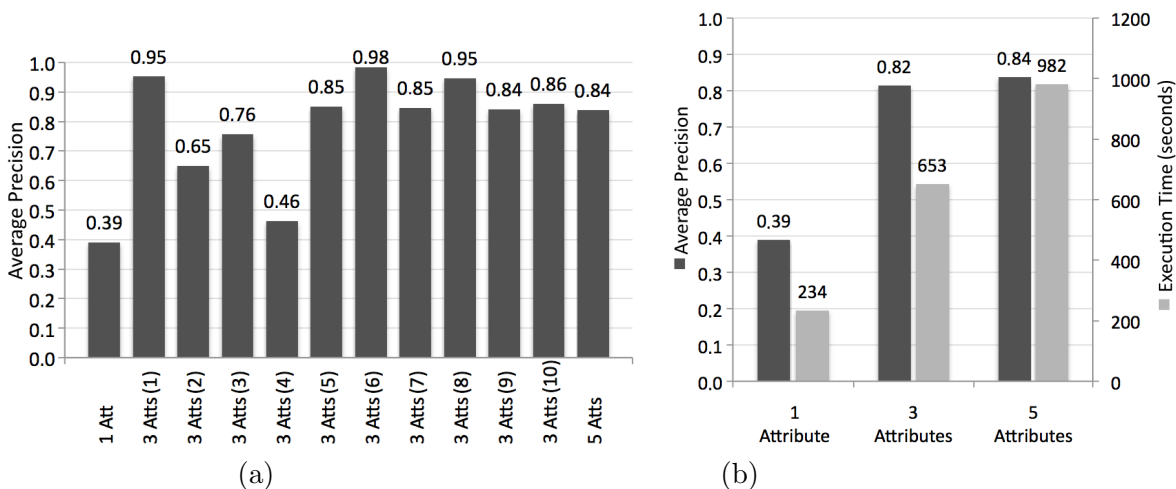 0.95
0.98
0.95
1.0
0.85
0.85
0.84
0.86
0.84
0.9
0.76
0.8
0.65
0.7
0.6
0.46
0.5
0.39
0.4
0.3
0.2
0.1
0.0
Average Precision
1 Att
3 Atts (1)
3 Atts (2)
3 Atts (3)
3 Atts (4)
3 Atts (5)
3 Atts (6)
3 Atts (7)
3 Atts (8)
3 Atts (9)
3 Atts (10)
5 Atts
(a)
1.0
0.9
0.8
0.7
0.6
0.5
0.4
0.3
0.2
0.1
0.0
Average Precision
0.39
234
0.82
653
0.84
982
1200
1000
800
600
400
200
0
Execution Time (seconds)
1
Attribute
3
Attributes
5
Attributes
(b)